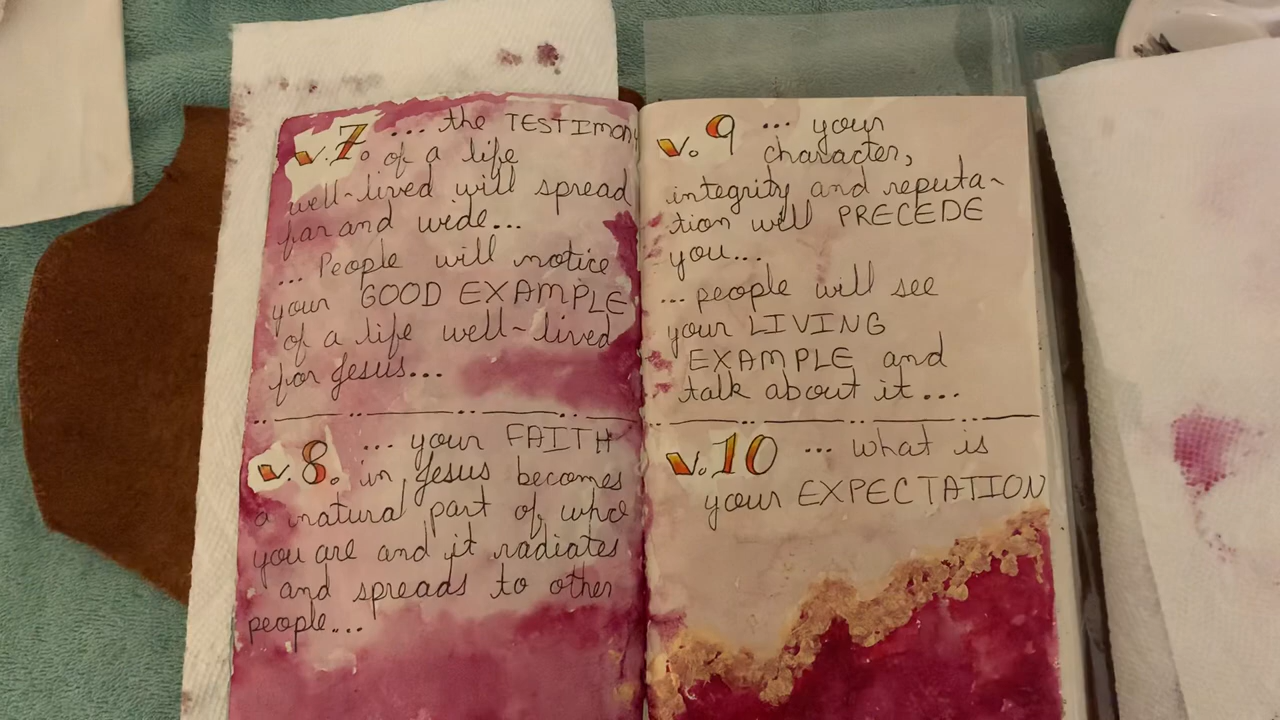 v.7. ... the TESTIMONY
of a life
well-lived will spread
far and wide...
... People will notice
your GOOD EXAMPLE
of a life well-lived
for Jesus...
v.8. ... your FAITH
in Jesus becomes
a natural part of who
you are and it radiates
and spreads to other
people...
v.9 ... your
character,
integrity and reputa-
tion will PRECEDE
you...
... people will see
your LIVING
EXAMPLE and
talk about it...
v.10 ... what is
your EXPECTATION